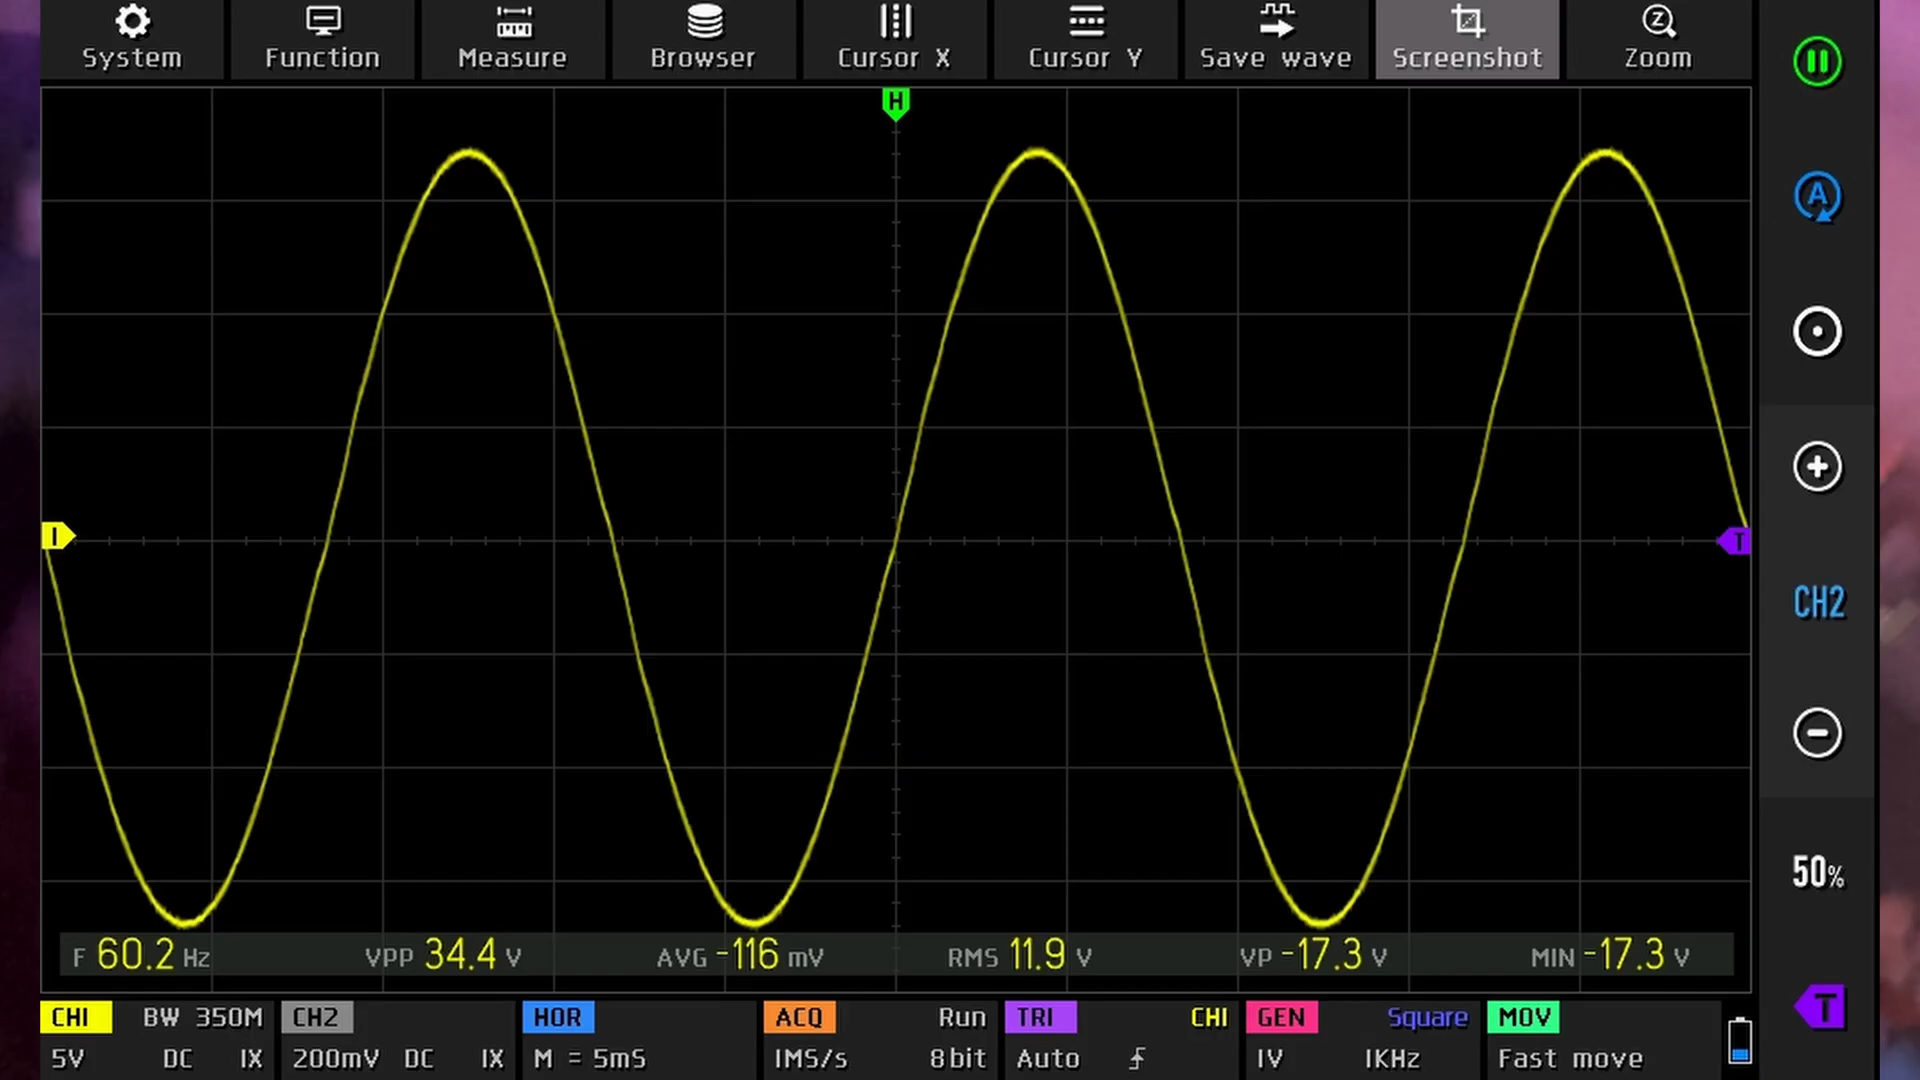 System
Function
Measure
Browser
Cursor X
Cursor Y
Save wave
Screenshot
Zoom
H
A
1
T
CH2
50%
T
F 60.2 Hz VPP 34.4 V AVG -116 mV RMS 11.9 V VP -17.3 V MIN -17.3 V
CH1 BW 350M CH2 HOR ACQ Run TRI CH1 GEN Square MOV
5V DC 1X 200mV DC 1X M = 5mS 1MS/s 8bit Auto 1V 1KHz Fast move